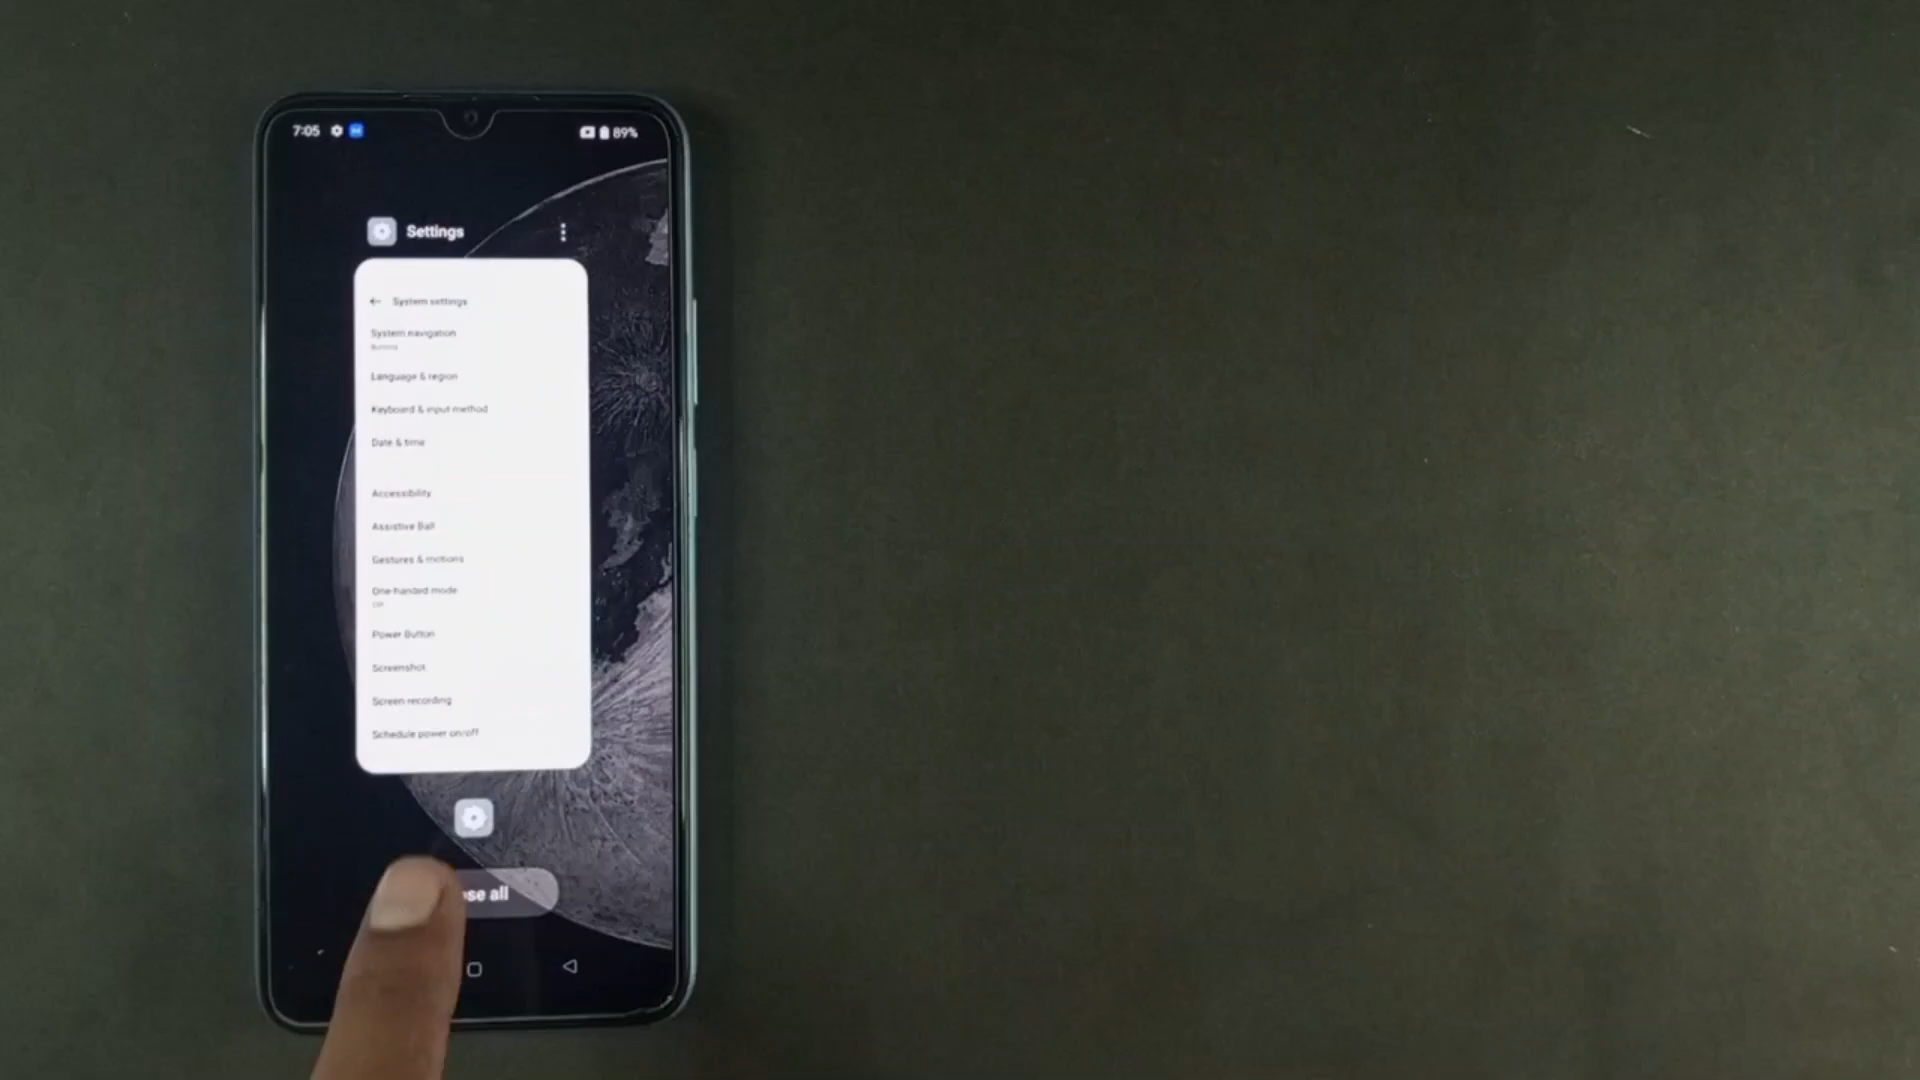 7:05
89%
Settings
System settings
System navigation
Buttons
Language & region
Keyboard & input method
Date & time
Accessibility
Assistive Ball
Gestures & motions
One-handed mode
Off
Power Button
Screenshot
Screen recording
Schedule power on/off
se all